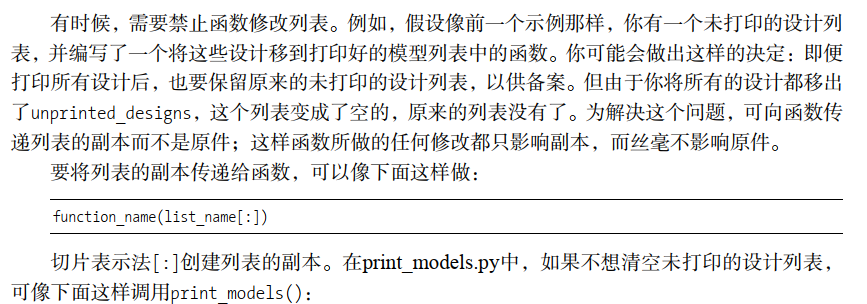 有时候，需要禁止函数修改列表。例如，假设像前一个示例那样，你有一个未打印的设计列
表，并编写了一个将这些设计移到打印好的模型列表中的函数。你可能会做出这样的决定：即便
打印所有设计后，也要保留原来的未打印的设计列表，以供备案。但由于你将所有的设计都移出
了unprinted_designs，这个列表变成了空的，原来的列表没有了。为解决这个问题，可向函数传
递列表的副本而不是原件；这样函数所做的任何修改都只影响副本，而丝毫不影响原件。
要将列表的副本传递给函数，可以像下面这样做：
function_name(list_name[:])
切片表示法[:]创建列表的副本。在print_models.py中，如果不想清空未打印的设计列表，
可像下面这样调用print_models()：